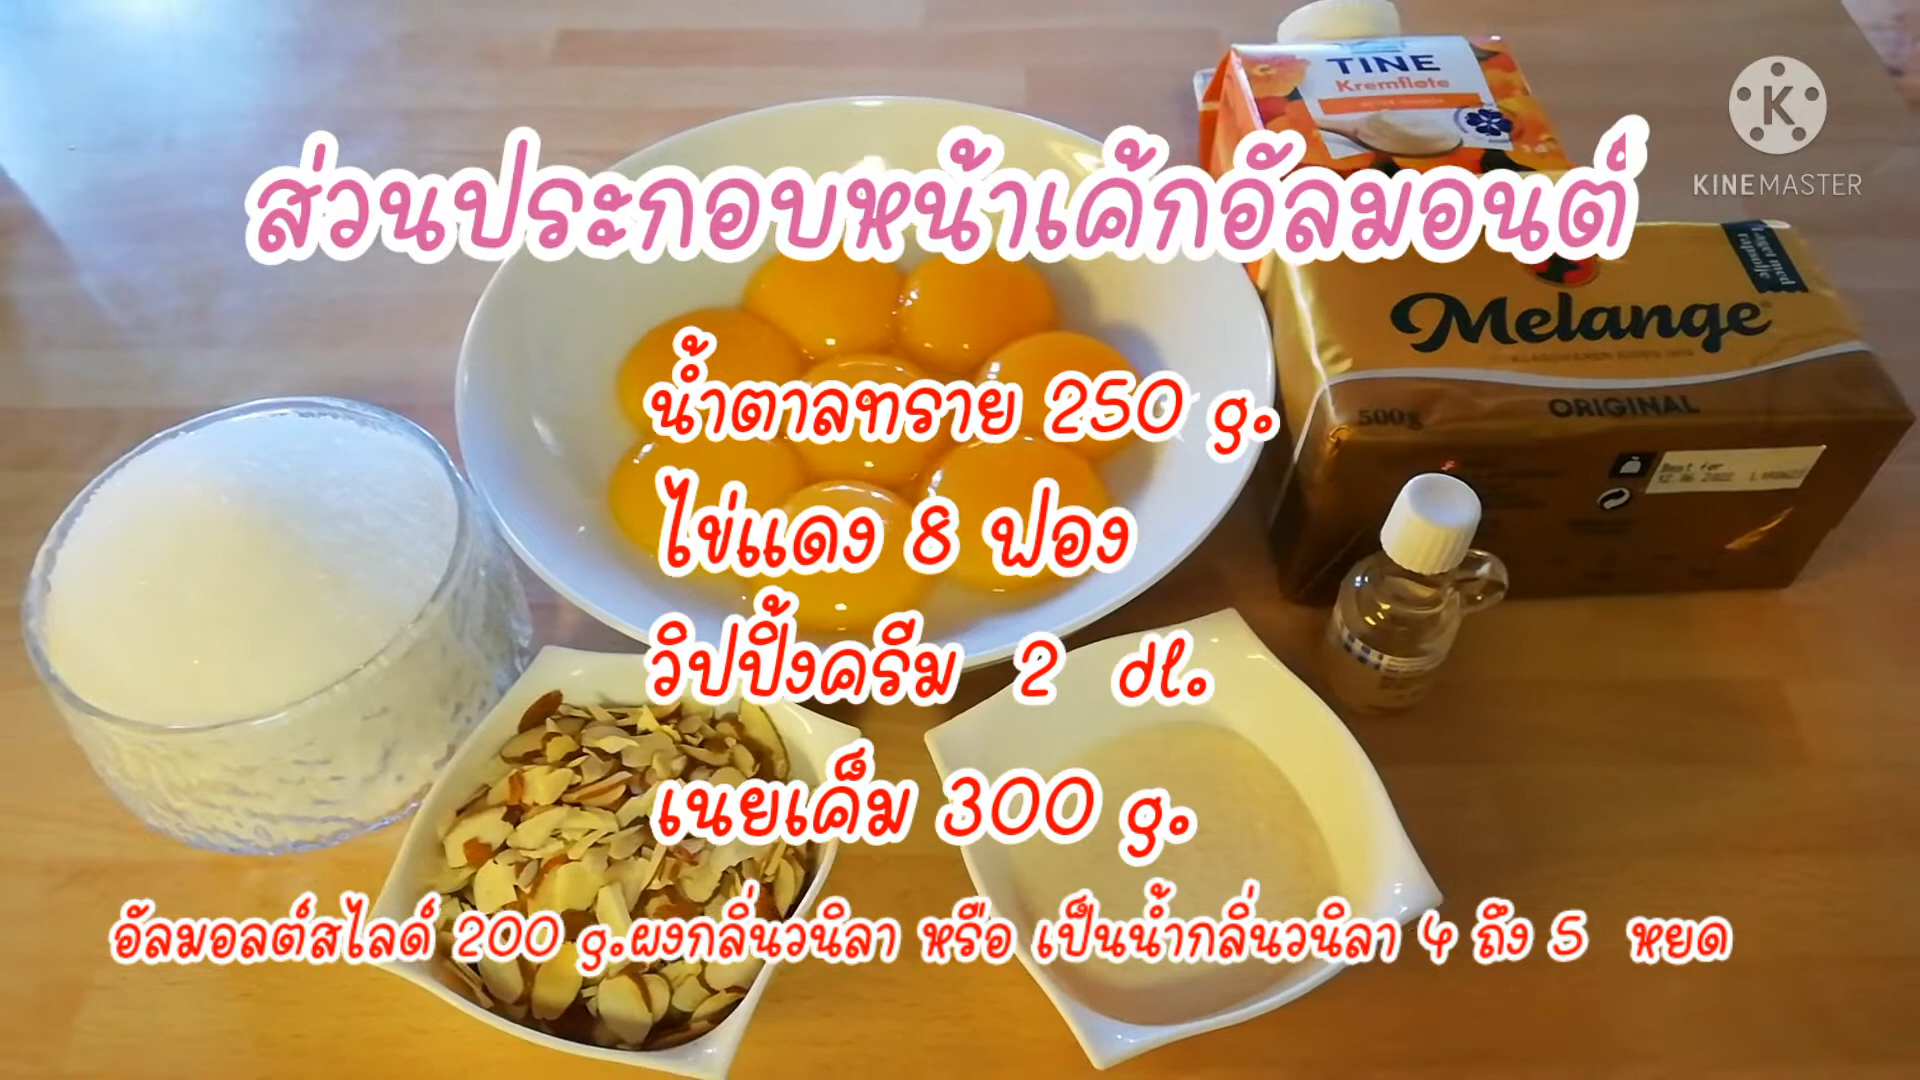 TINE
Kremfløte
K
KINEMASTER
ส่วนประกอบหน้าเค้กอัลมอนต์
Melange
ORIGINAL
500g
Best før
น้ำตาลทราย 250 g.
ไข่แดง 8 ฟอง
วิปปิ้งครีม 2 dl.
เนยเค็ม 300 g.
อัลมอลต์สไลด์ 200 g.ผงกลิ่นวนิลา หรือ เป็นน้ำกลิ่นวนิลา 4 ถึง 5 หยด